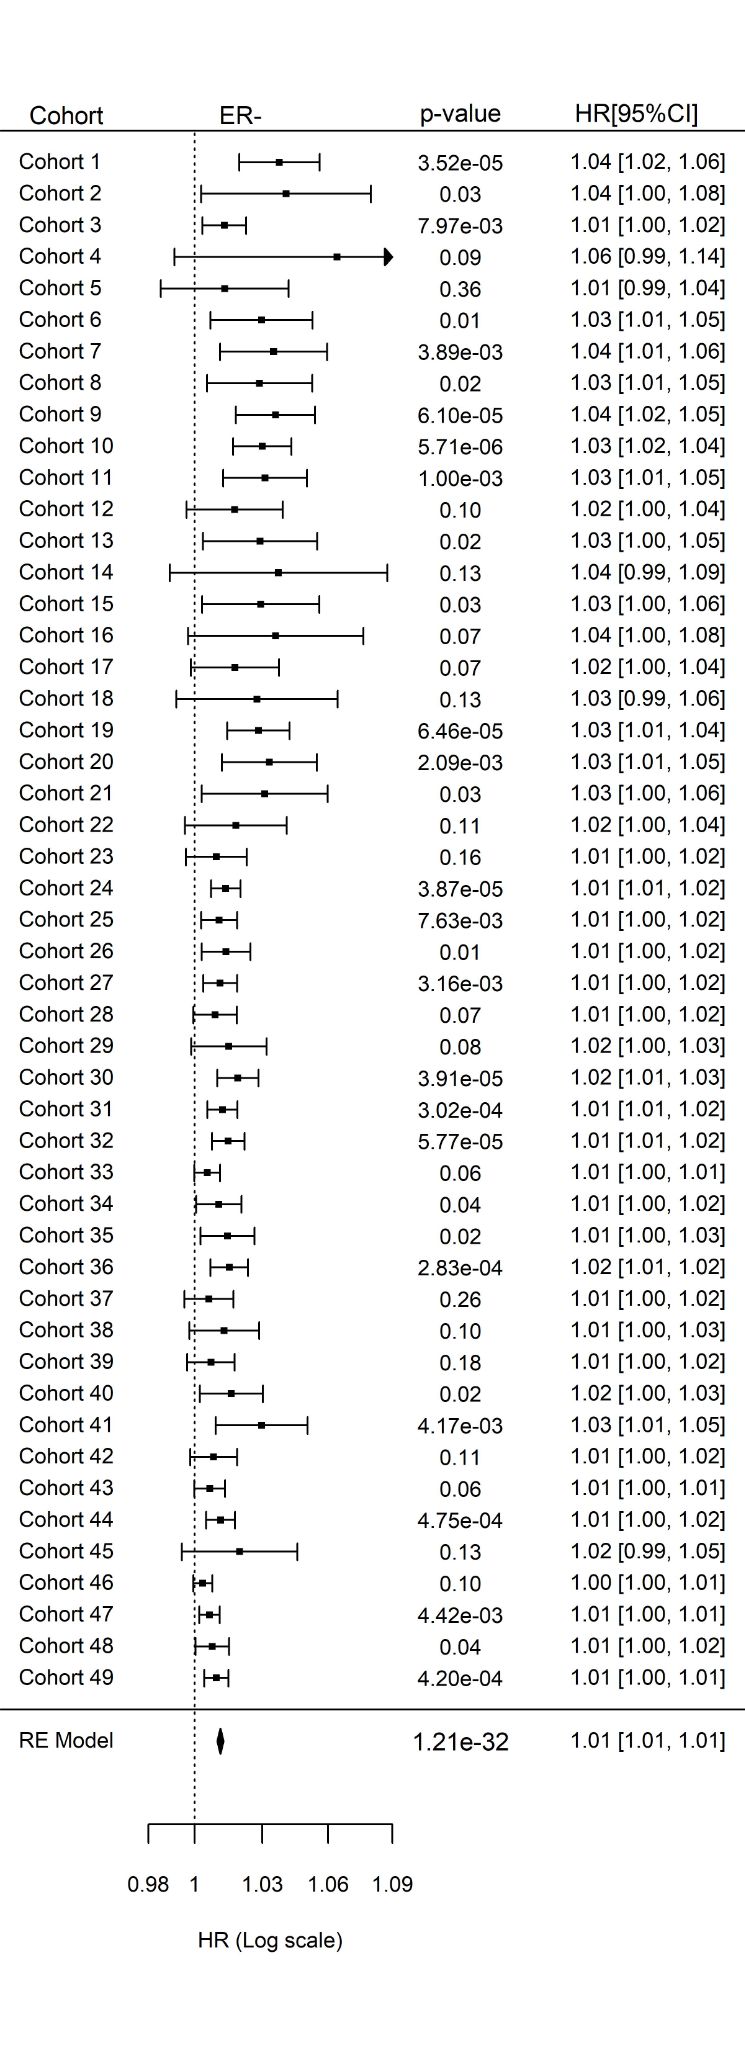 Cohort ER- p-value HR[95%CI]
Cohort 1 3.52e-05 1.04 [1.02, 1.06]
Cohort 2 0.03 1.04 [1.00, 1.08]
Cohort 3 7.97e-03 1.01 [1.00, 1.02]
Cohort 4 0.09 1.06 [0.99, 1.14]
Cohort 5 0.36 1.01 [0.99, 1.04]
Cohort 6 0.01 1.03 [1.01, 1.05]
Cohort 7 3.89e-03 1.04 [1.01, 1.06]
Cohort 8 0.02 1.03 [1.01, 1.05]
Cohort 9 6.10e-05 1.04 [1.02, 1.05]
Cohort 10 5.71e-06 1.03 [1.02, 1.04]
Cohort 11 1.00e-03 1.03 [1.01, 1.05]
Cohort 12 0.10 1.02 [1.00, 1.04]
Cohort 13 0.02 1.03 [1.00, 1.05]
Cohort 14 0.13 1.04 [0.99, 1.09]
Cohort 15 0.03 1.03 [1.00, 1.06]
Cohort 16 0.07 1.04 [1.00, 1.08]
Cohort 17 0.07 1.02 [1.00, 1.04]
Cohort 18 0.13 1.03 [0.99, 1.06]
Cohort 19 6.46e-05 1.03 [1.01, 1.04]
Cohort 20 2.09e-03 1.03 [1.01, 1.05]
Cohort 21 0.03 1.03 [1.00, 1.06]
Cohort 22 0.11 1.02 [1.00, 1.04]
Cohort 23 0.16 1.01 [1.00, 1.02]
Cohort 24 3.87e-05 1.01 [1.01, 1.02]
Cohort 25 7.63e-03 1.01 [1.00, 1.02]
Cohort 26 0.01 1.01 [1.00, 1.02]
Cohort 27 3.16e-03 1.01 [1.00, 1.02]
Cohort 28 0.07 1.01 [1.00, 1.02]
Cohort 29 0.08 1.02 [1.00, 1.03]
Cohort 30 3.91e-05 1.02 [1.01, 1.03]
Cohort 31 3.02e-04 1.01 [1.01, 1.02]
Cohort 32 5.77e-05 1.01 [1.01, 1.02]
Cohort 33 0.06 1.01 [1.00, 1.01]
Cohort 34 0.04 1.01 [1.00, 1.02]
Cohort 35 0.02 1.01 [1.00, 1.03]
Cohort 36 2.83e-04 1.02 [1.01, 1.02]
Cohort 37 0.26 1.01 [1.00, 1.02]
Cohort 38 0.10 1.01 [1.00, 1.03]
Cohort 39 0.18 1.01 [1.00, 1.02]
Cohort 40 0.02 1.02 [1.00, 1.03]
Cohort 41 4.17e-03 1.03 [1.01, 1.05]
Cohort 42 0.11 1.01 [1.00, 1.02]
Cohort 43 0.06 1.01 [1.00, 1.01]
Cohort 44 4.75e-04 1.01 [1.00, 1.02]
Cohort 45 0.13 1.02 [0.99, 1.05]
Cohort 46 0.10 1.00 [1.00, 1.01]
Cohort 47 4.42e-03 1.01 [1.00, 1.01]
Cohort 48 0.04 1.01 [1.00, 1.02]
Cohort 49 4.20e-04 1.01 [1.00, 1.01]
RE Model 1.21e-32 1.01 [1.01, 1.01]
0.98 1 1.03 1.06 1.09
HR (Log scale)